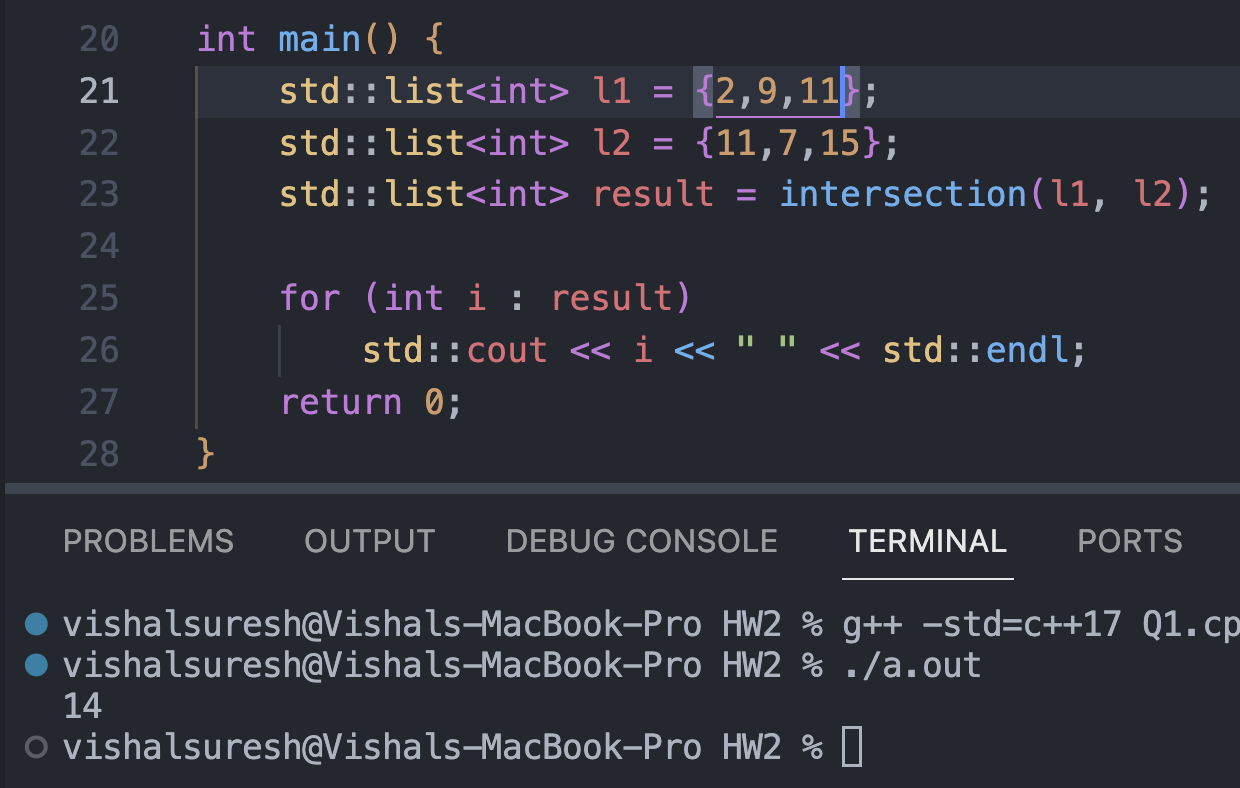 20 int main() {
21 std::list<int> l1 = {2,9,11};
22 std::list<int> l2 = {11,7,15};
23 std::list<int> result = intersection(l1, l2);
24
25 for (int i : result)
26 std::cout << i << " " << std::endl;
27 return 0;
28 }
PROBLEMS OUTPUT DEBUG CONSOLE TERMINAL PORTS
vishalsuresh@Vishals-MacBook-Pro HW2 % g++ -std=c++17 Q1.cp
vishalsuresh@Vishals-MacBook-Pro HW2 % ./a.out
14
vishalsuresh@Vishals-MacBook-Pro HW2 %